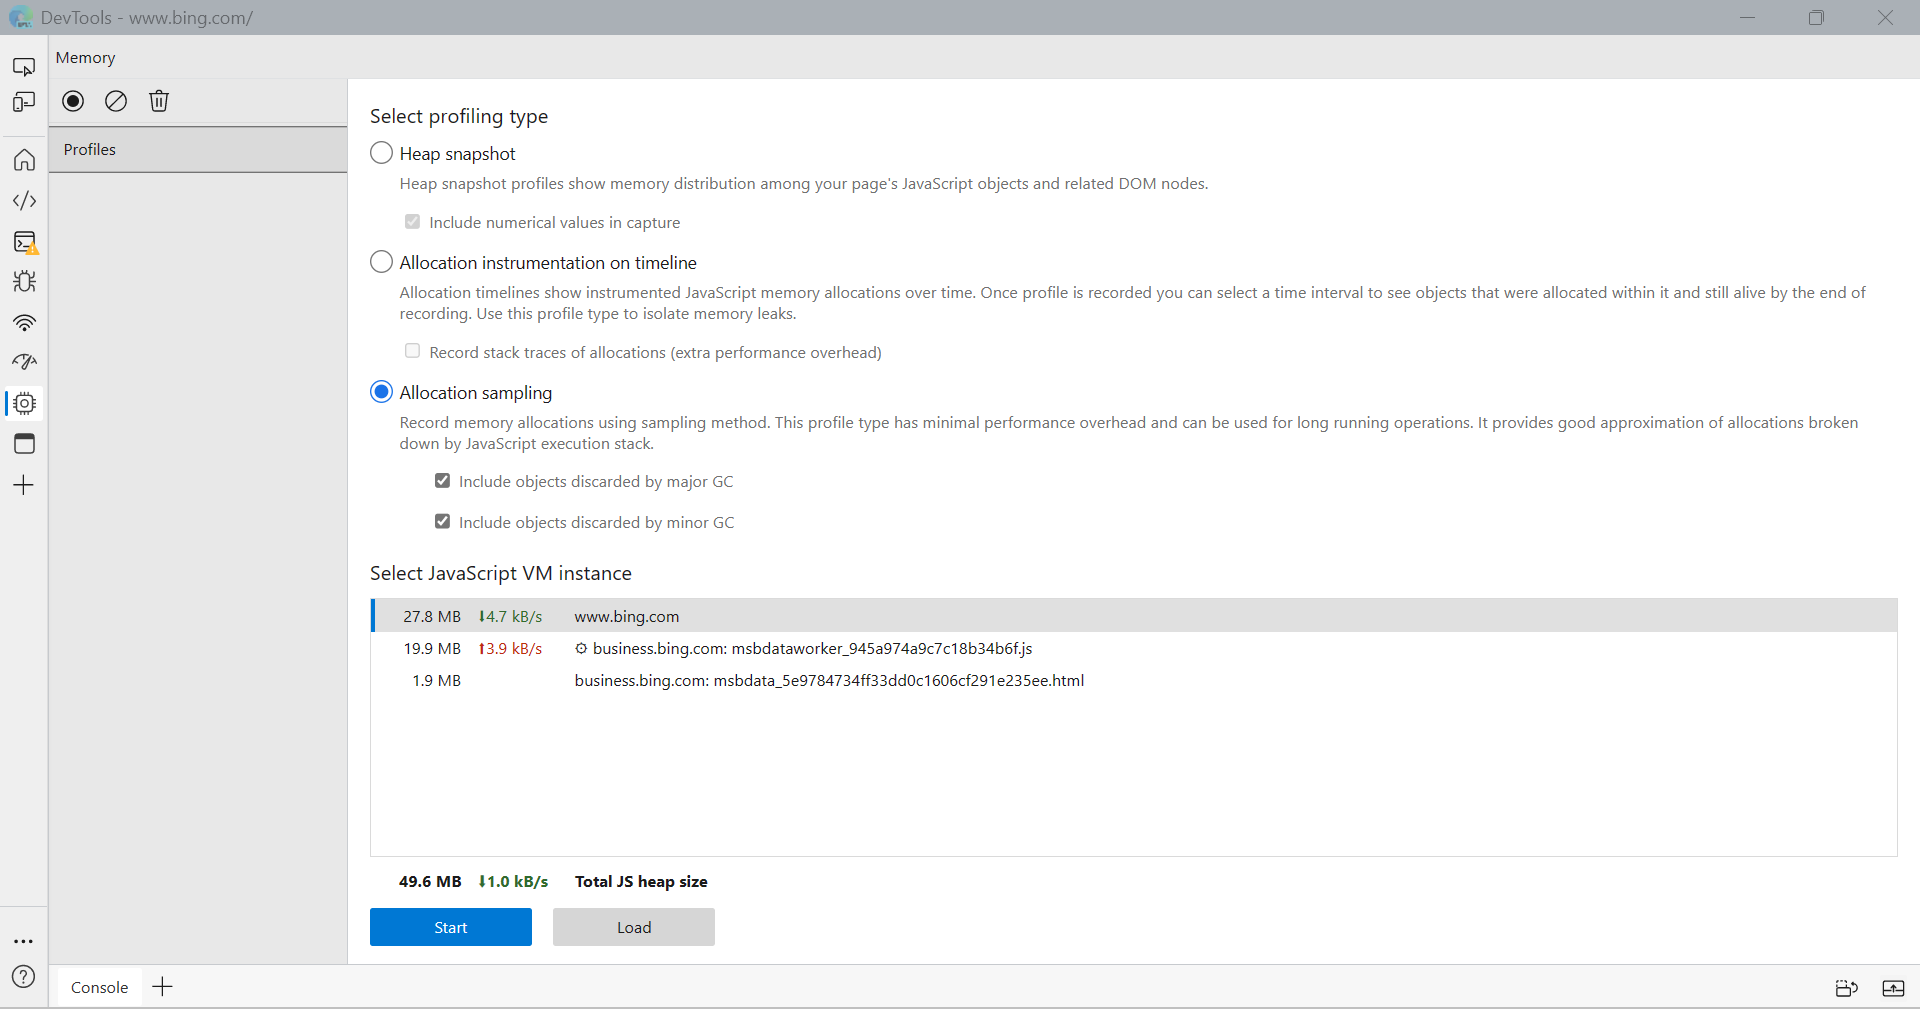 DevTools - www.bing.com/
Memory
Profiles
Select profiling type
Heap snapshot
Heap snapshot profiles show memory distribution among your page's JavaScript objects and related DOM nodes.
Include numerical values in capture
Allocation instrumentation on timeline
Allocation timelines show instrumented JavaScript memory allocations over time. Once profile is recorded you can select a time interval to see objects that were allocated within it and still alive by the end of
recording. Use this profile type to isolate memory leaks.
Record stack traces of allocations (extra performance overhead)
Allocation sampling
Record memory allocations using sampling method. This profile type has minimal performance overhead and can be used for long running operations. It provides good approximation of allocations broken
down by JavaScript execution stack.
Include objects discarded by major GC
Include objects discarded by minor GC
Select JavaScript VM instance
27.8 MB ⬇4.7 kB/s www.bing.com
19.9 MB ⬆3.9 kB/s business.bing.com: msbdataworker_945a974a9c7c18b34b6f.js
1.9 MB business.bing.com: msbdata_5e9784734ff33dd0c1606cf291e235ee.html
49.6 MB ⬇1.0 kB/s Total JS heap size
Start Load
Console